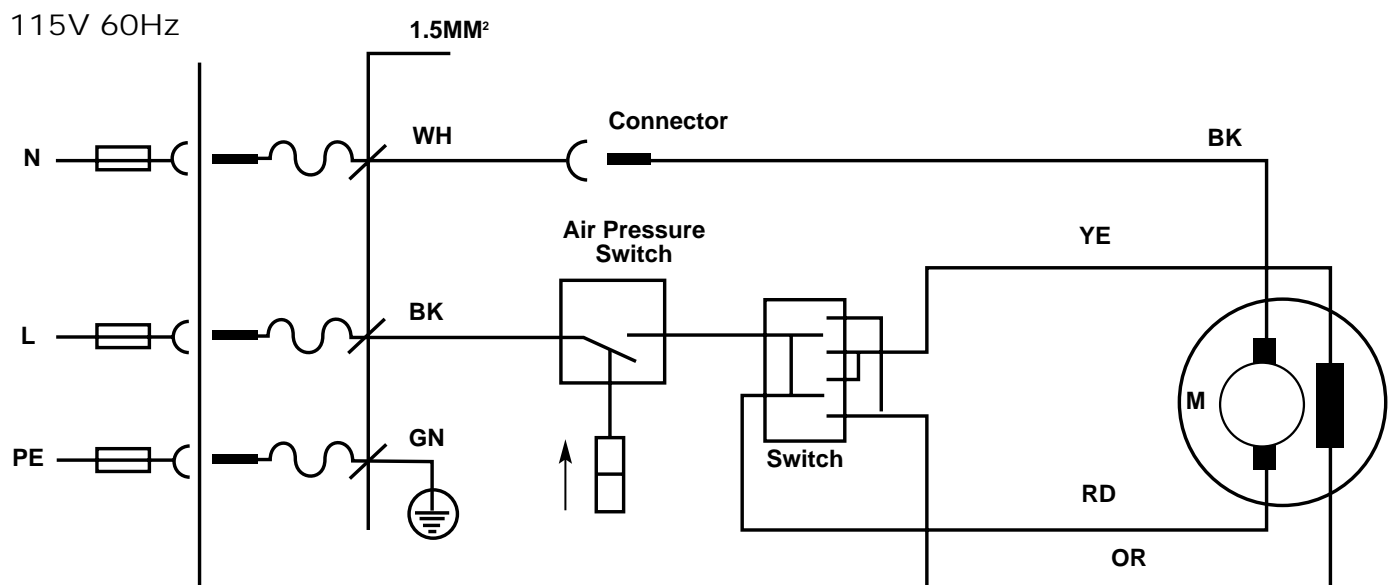 115V 60Hz
1.5MM²
N
WH
Connector
BK
Air Pressure
Switch
YE
L
BK
M
PE
GN
Switch
RD
OR